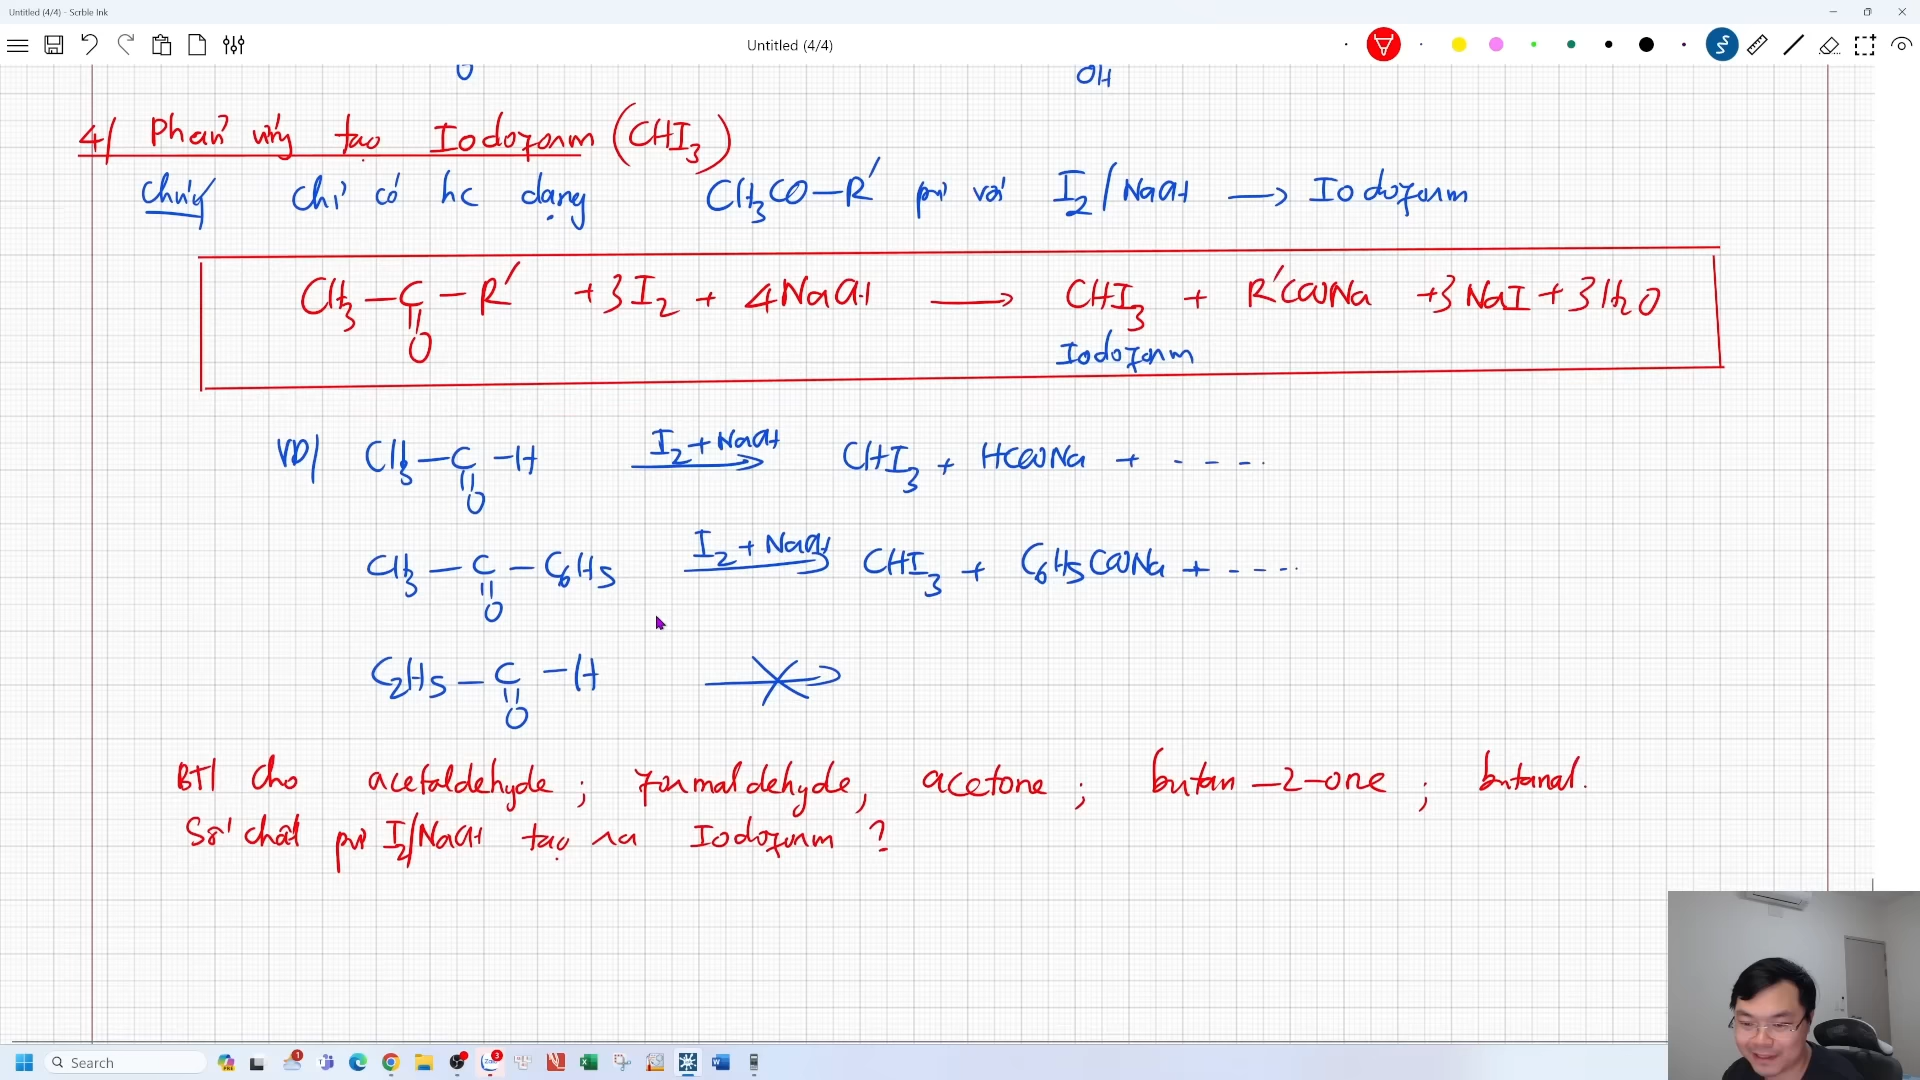 Untitled (4/4) - Scrble Ink
Untitled (4/4)
O OH
4/ Phản ứng tạo Iodoform (CHI3)
Chú ý chỉ có hc dạng CH3CO-R' pứ với I2/NaOH → Iodoform
CH3-C-R' + 3I2 + 4NaOH → CHI3 + R'COONa + 3NaI + 3H2O
||
O Iodoform
VD/ CH3-C-H I2+NaOH → CHI3 + HCOONa + ----
||
O
CH3-C-C6H5 I2+NaOH → CHI3 + C6H5COONa + ----
||
O
C2H5-C-H
||
O
BT/ Cho acetaldehyde; formaldehyde, acetone; butan-2-one; butanal.
Số chất pứ I2/NaOH tạo ra Iodoform?
Search